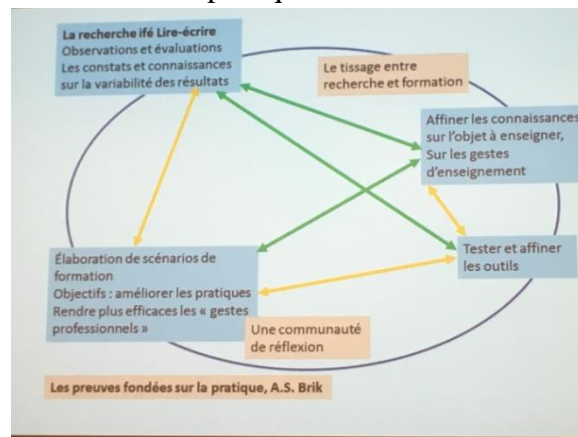 La recherche ifé Lire-écrire
Observations et évaluations
Les constats et connaissances
sur la variabilité des résultats
Le tissage entre
recherche et formation
Affiner les connaissances
sur l'objet à enseigner,
Sur les gestes
d'enseignement
Tester et affiner
les outils
Élaboration de scénarios de
formation
Objectifs : améliorer les pratiques
Rendre plus efficaces les « gestes
professionnels »
Une communauté
de réflexion
Les preuves fondées sur la pratique, A.S. Brik